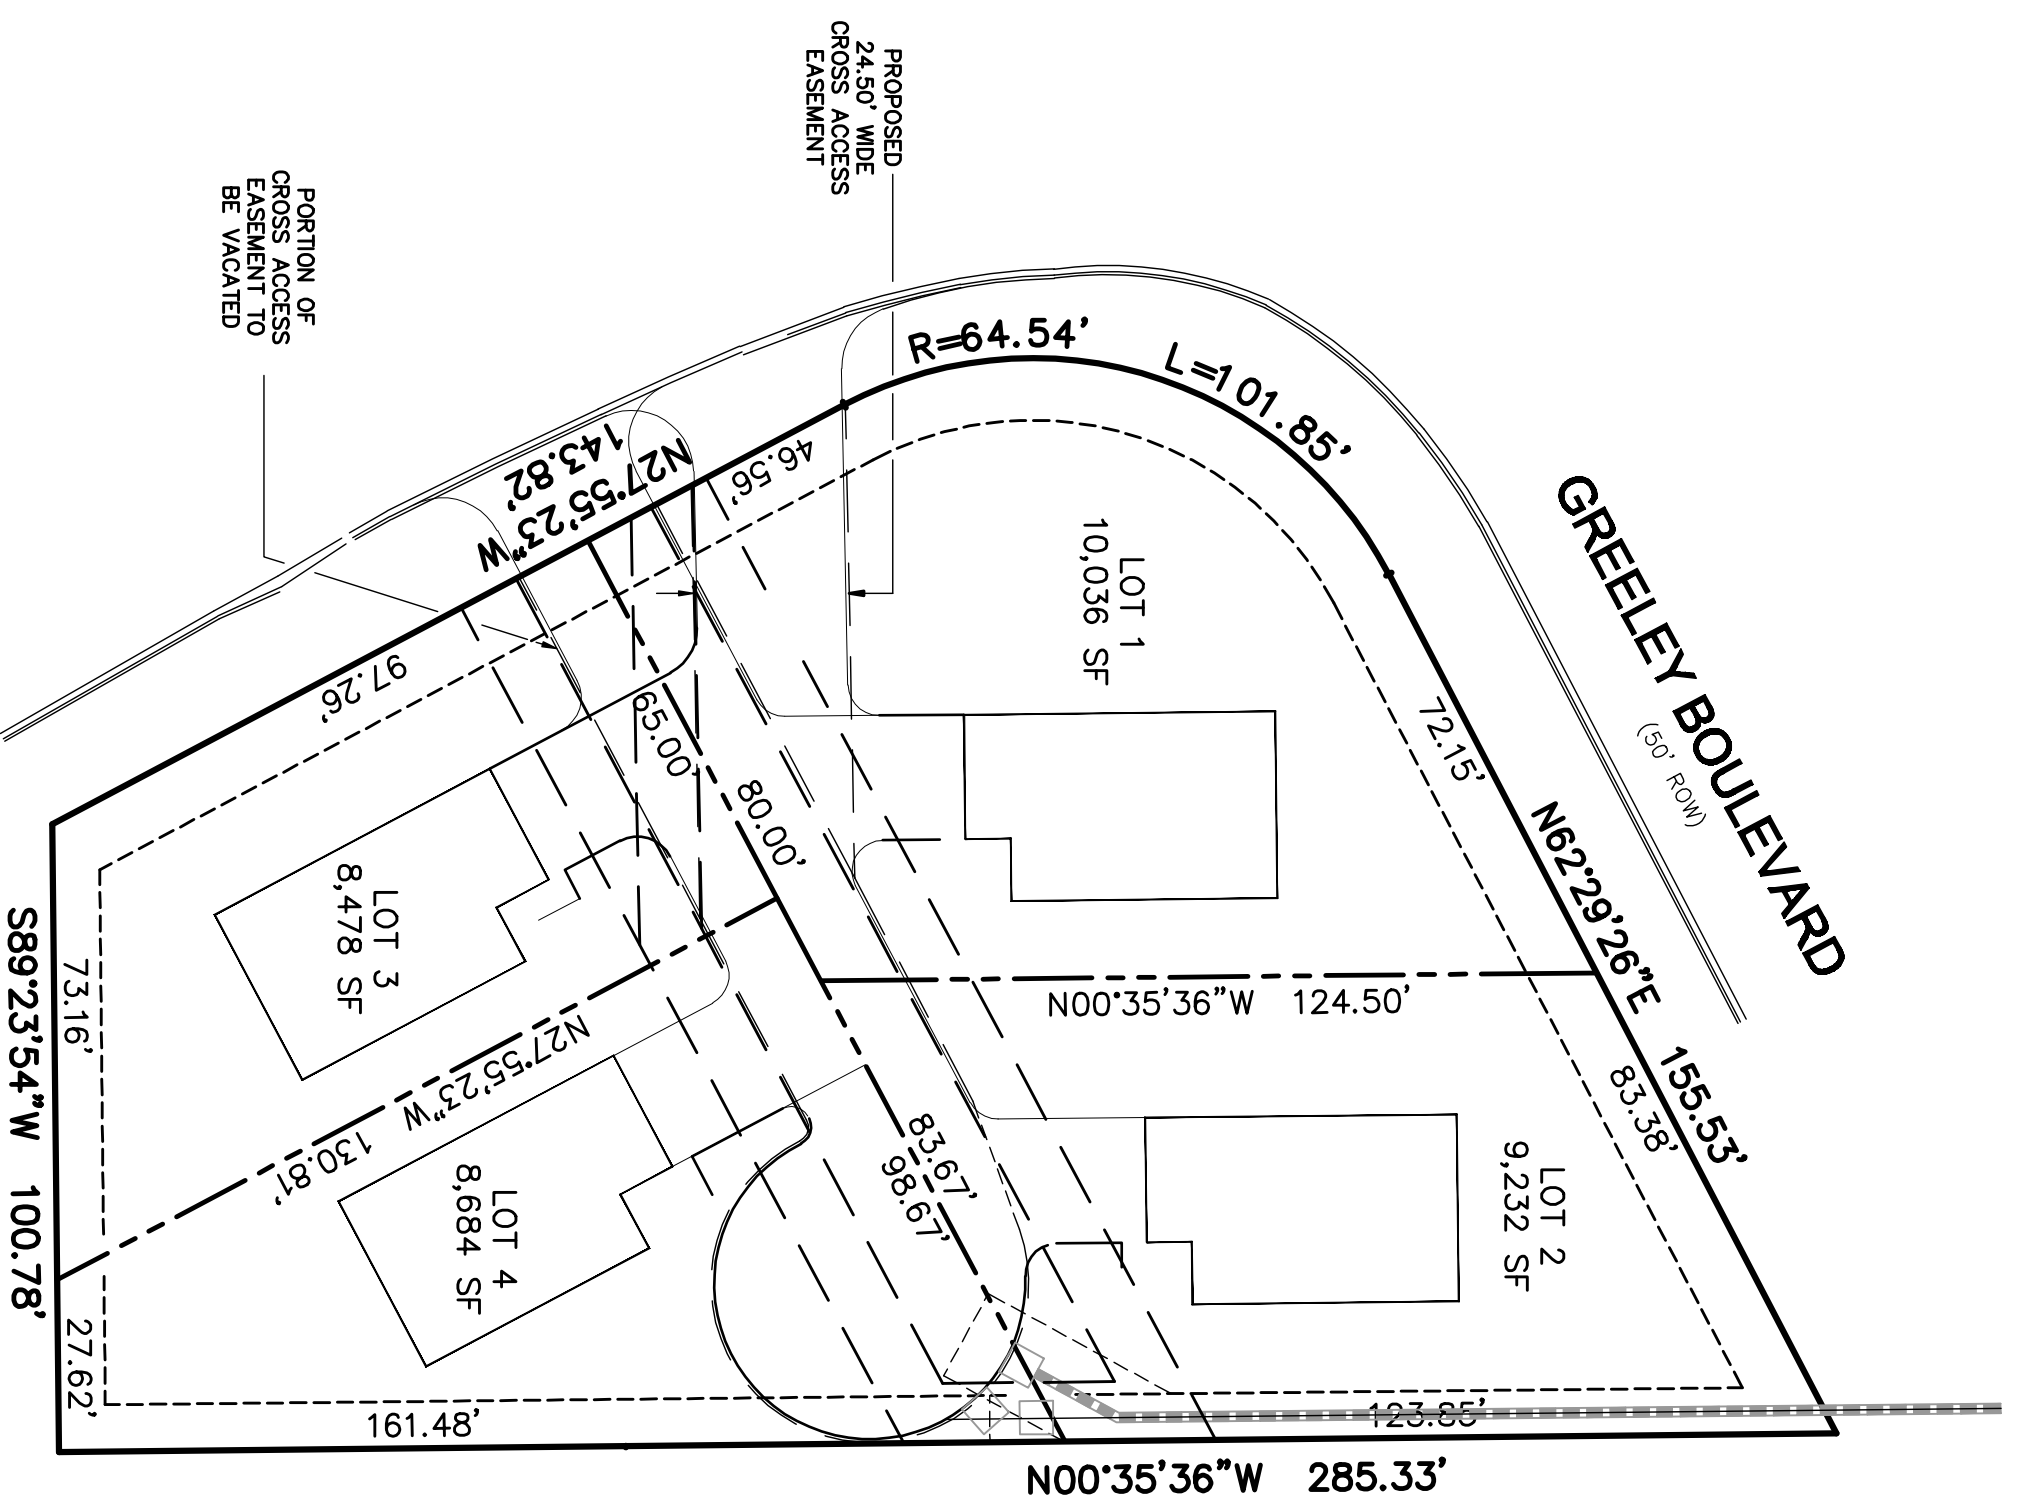 PROPOSED
24.50' WIDE
CROSS ACCESS
EASEMENT
PORTION OF
CROSS ACCESS
EASEMENT TO
BE VACATED
R=64.54'
L=101.85'
GREELEY BOULEVARD
(50' ROW)
N62°29'26"E 155.53'
72.15'
83.38'
N27°55'23"W
143.82'
46.56'
97.26'
LOT 1
10,036 SF
65.00'
80.00'
N00°35'36"W 124.50'
LOT 2
9,232 SF
LOT 3
8,478 SF
N27°55'23"W 130.81'
LOT 4
8,684 SF
83.67'
98.67'
S89°23'54"W 100.78'
73.16'
27.62'
161.48'
123.85'
N00°35'36"W 285.33'